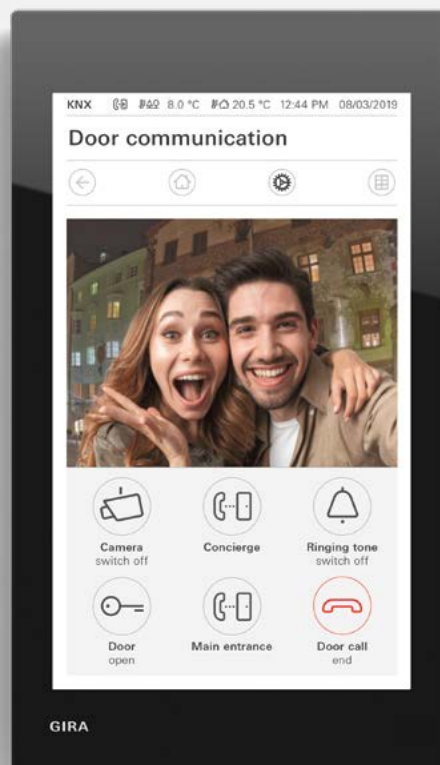 KNX 8.0 °C 20.5 °C 12:44 PM 08/03/2019
Door communication
Camera
switch off
Concierge
Ringing tone
switch off
Door
open
Main entrance
Door call
end
GIRA